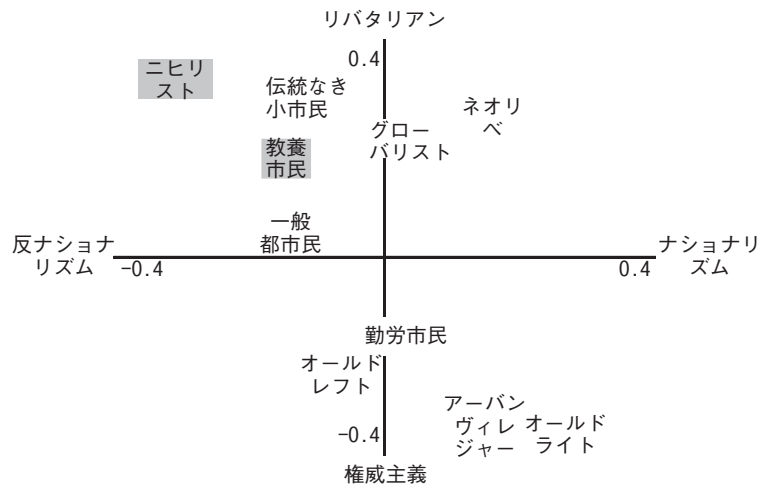 リバタリアン
0.4
ニヒリ
スト
伝統なき
小市民
ネオリ
ベ
グロー
バリスト
教養
市民
一般
都市民
反ナショナ
リズム
-0.4
0.4
ナショナリ
ズム
勤労市民
オールド
レフト
アーバン
ヴィレ
ジャー
オールド
ライト
-0.4
権威主義